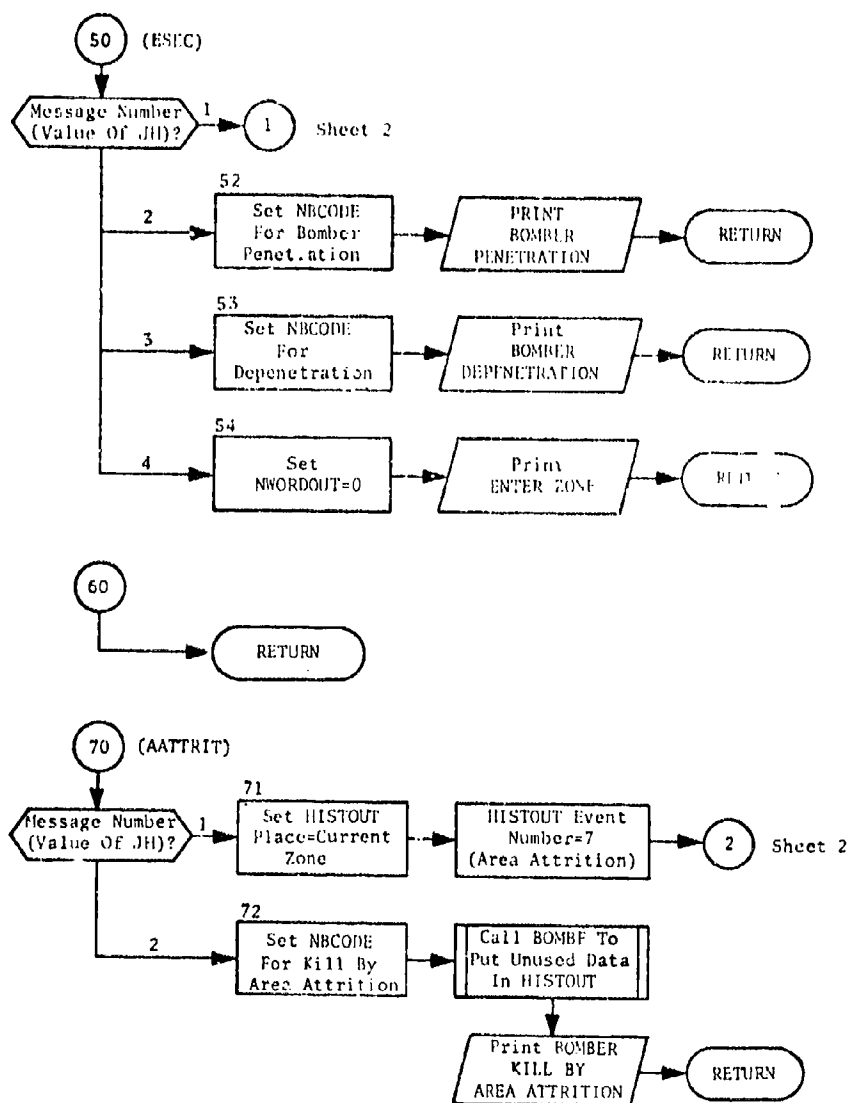 50 (ESEC)
Message Number
(Value Of JH)?
1
1
Sheet 2
2
52
Set NBCODE
For Bomber
Penetration
PRINT
BOMBER
PENETRATION
RETURN
3
53
Set NBCODE
For
Depenetration
Print
BOMBER
DEPENETRATION
RETURN
4
54
Set
NWORDOUT=0
Print
ENTER ZONE
60
RETURN
70 (AATTRIT)
Message Number
(Value Of JH)?
1
71
Set HISTOUT
Place=Current
Zone
HISTOUT Event
Number=7
(Area Attrition)
2
Sheet 2
2
72
Set NBCODE
For Kill By
Area Attrition
Call BOMBF To
Put Unused Data
In HISTOUT
Print BOMBER
KILL BY
AREA ATTRITION
RETURN